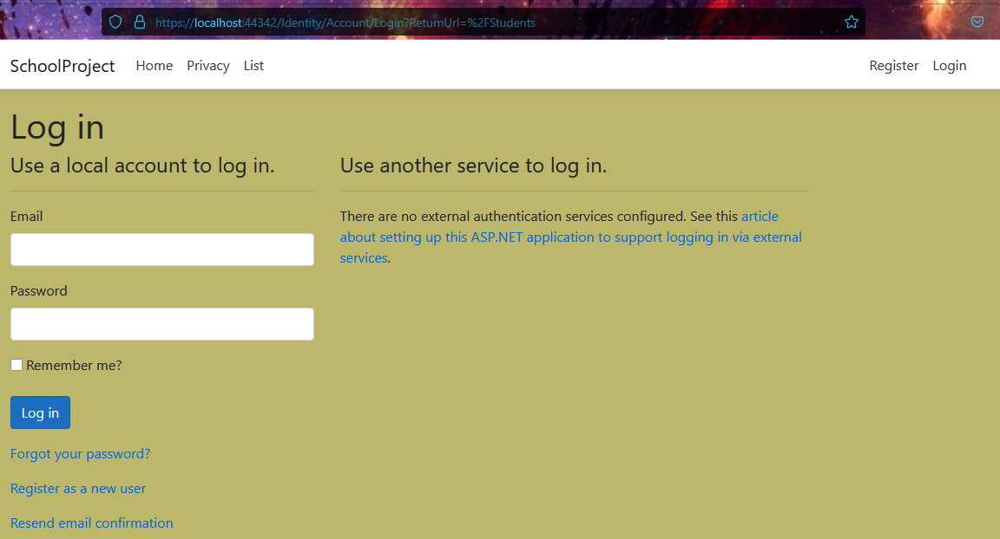 https://localhost:44342/Identity/Account/Login?ReturnUrl=%2FStudents
SchoolProject Home Privacy List Register Login
Log in
Use a local account to log in.
Use another service to log in.
Email
There are no external authentication services configured. See this article
about setting up this ASP.NET application to support logging in via external
services.
Password
Remember me?
Log in
Forgot your password?
Register as a new user
Resend email confirmation